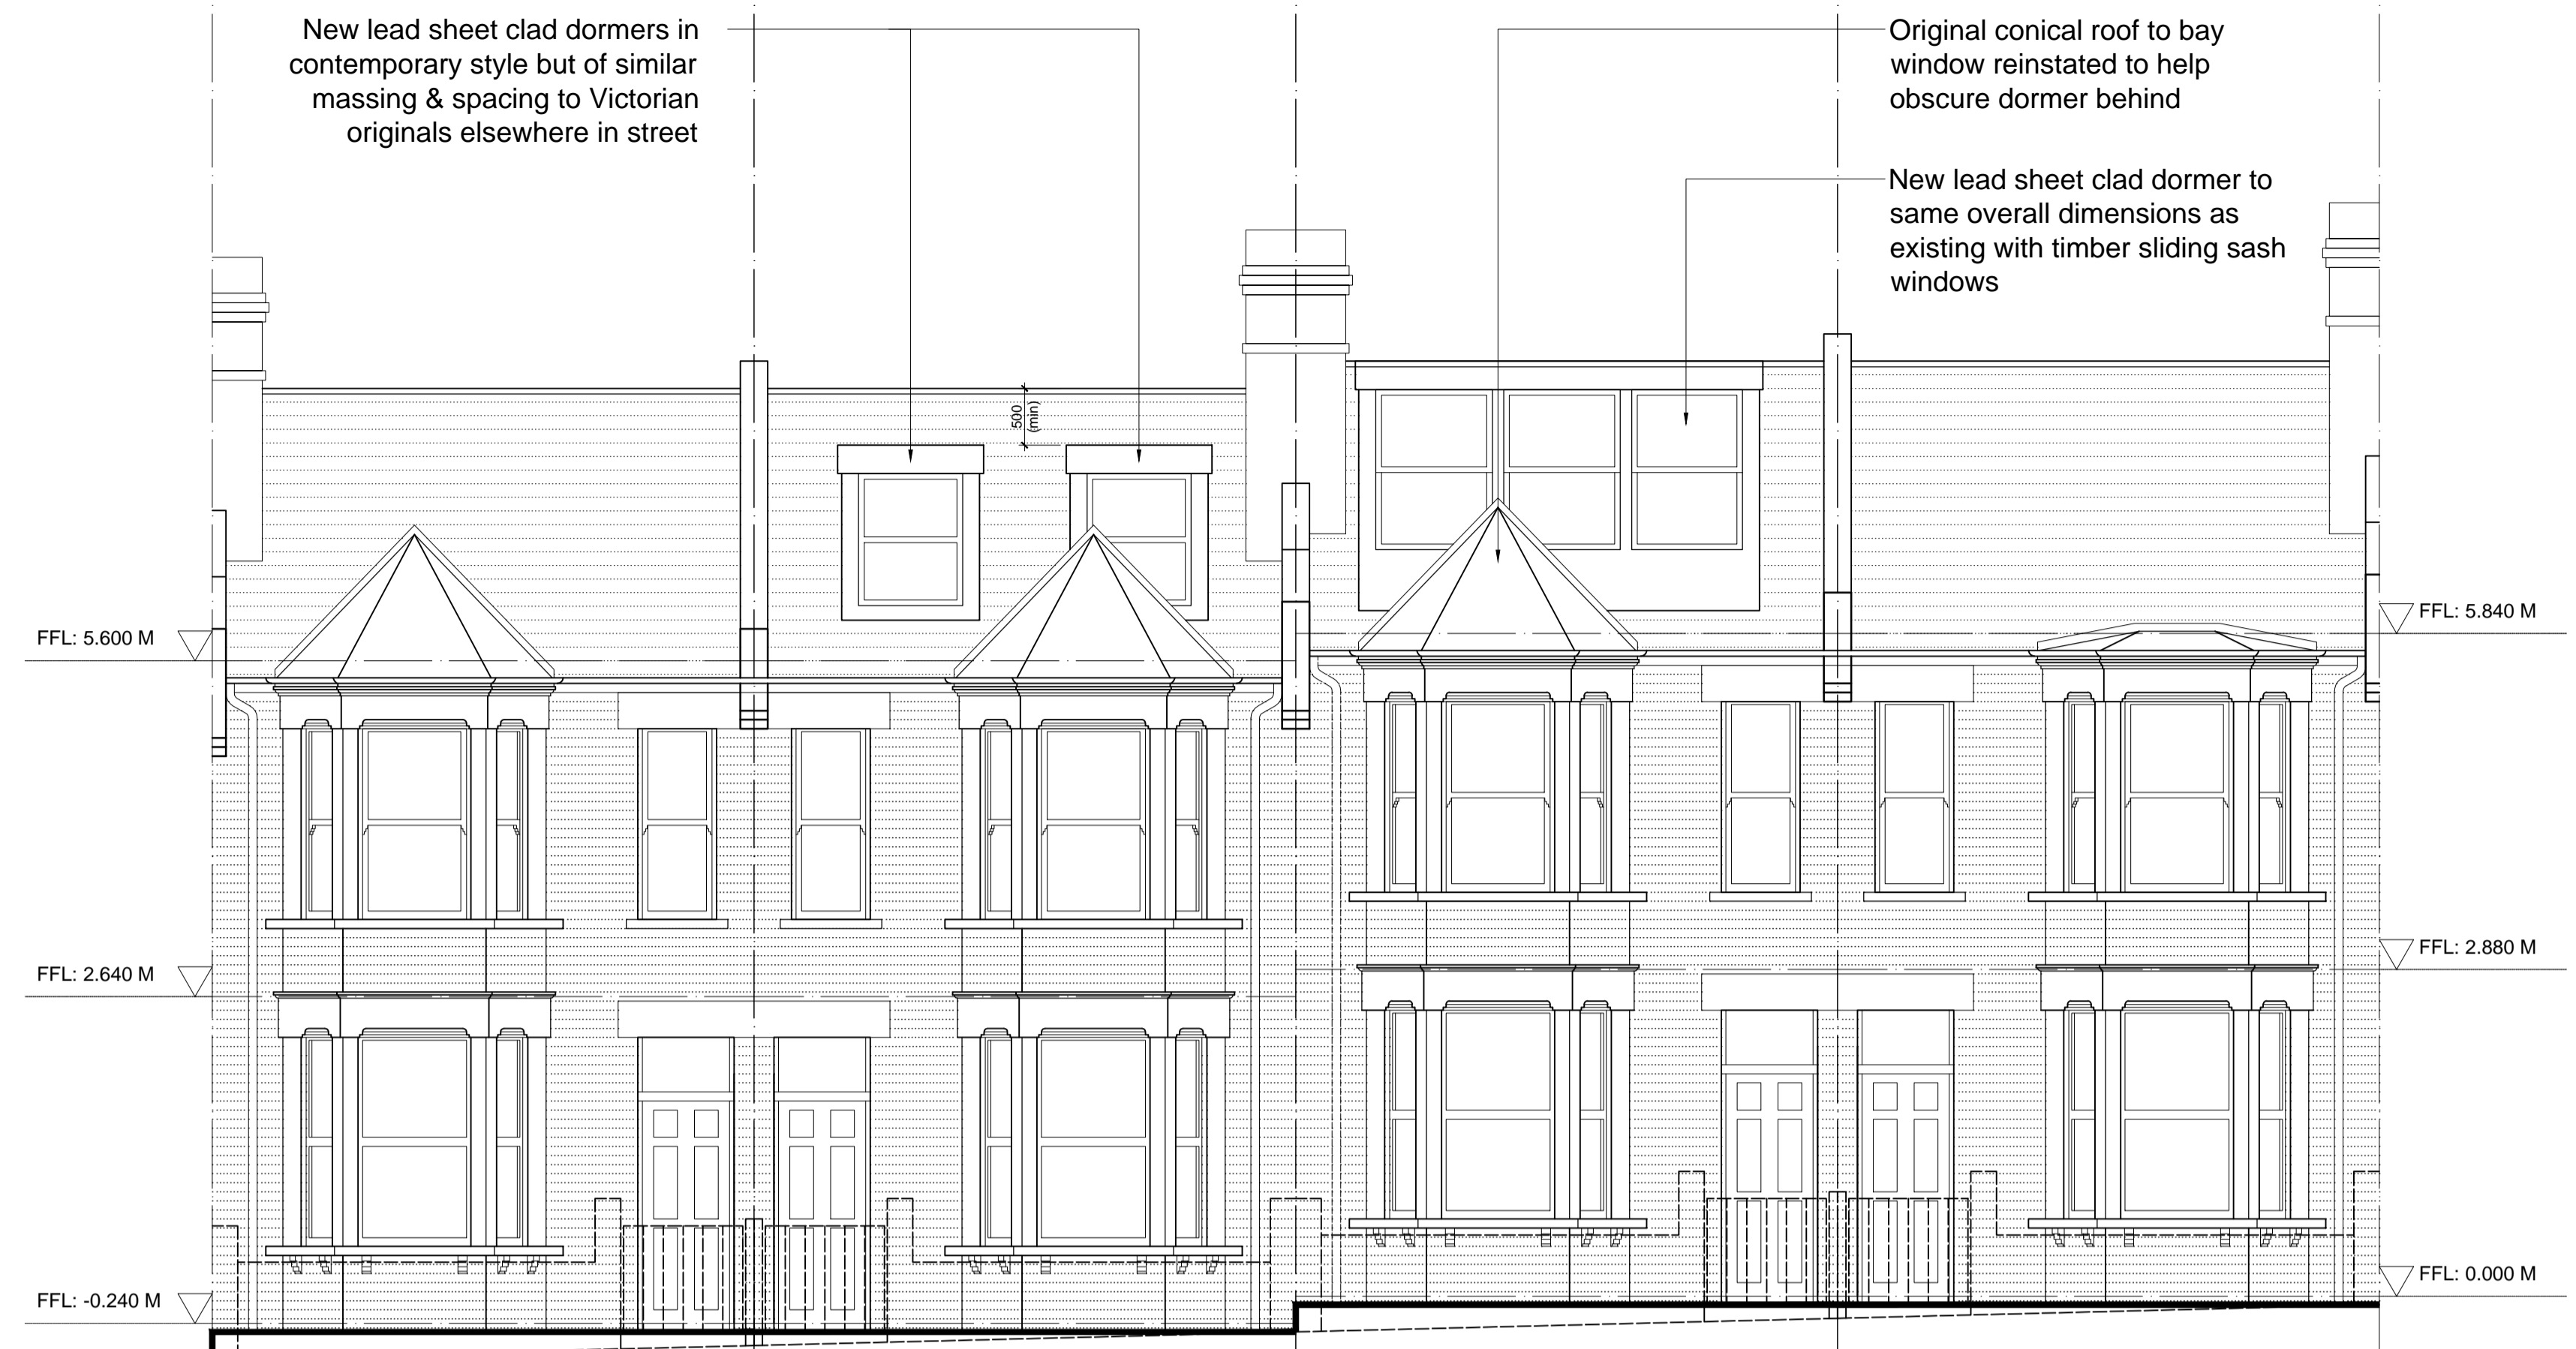 New lead sheet clad dormers in
contemporary style but of similar
massing & spacing to Victorian
originals elsewhere in street
Original conical roof to bay
window reinstated to help
obscure dormer behind
New lead sheet clad dormer to
same overall dimensions as
existing with timber sliding sash
windows
500
(min)
FFL: 5.600 M
FFL: 5.840 M
FFL: 2.640 M
FFL: 2.880 M
FFL: -0.240 M
FFL: 0.000 M